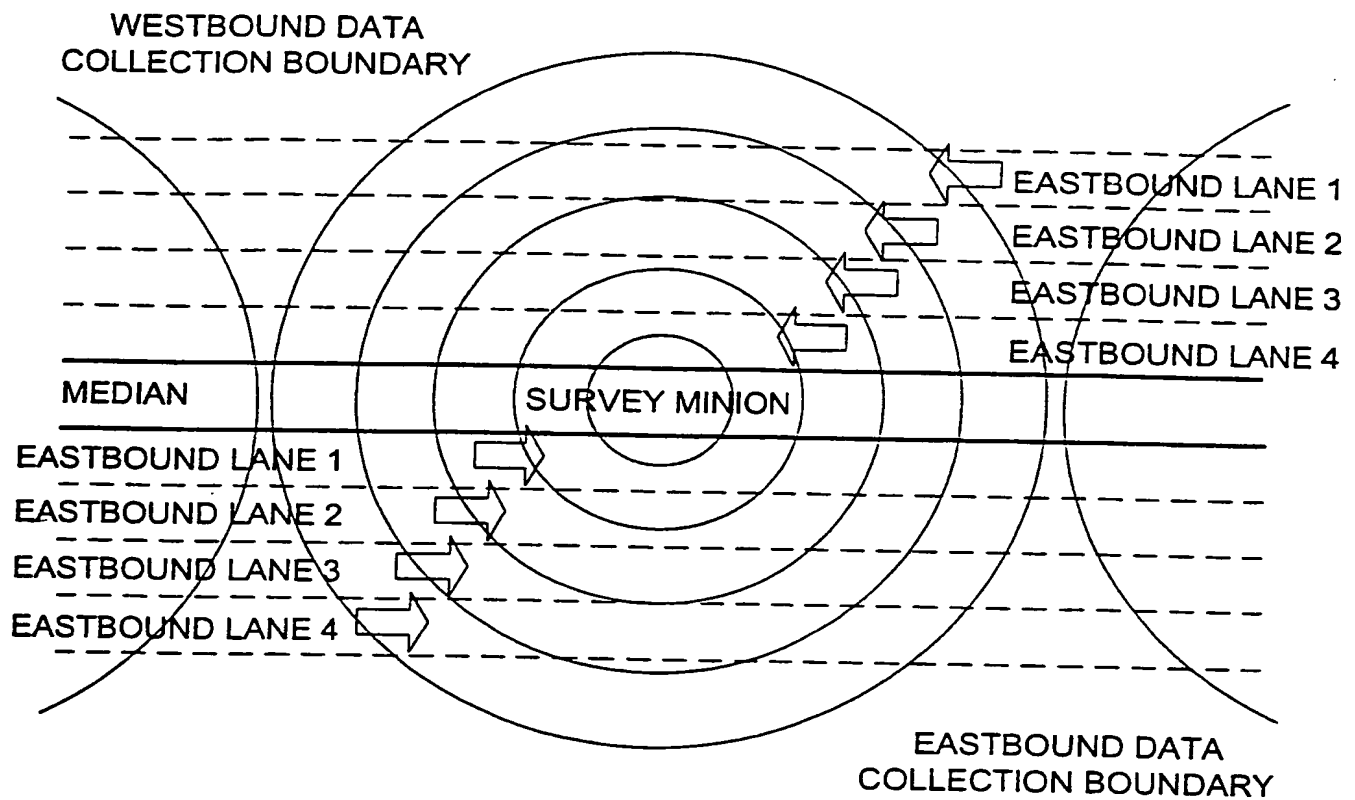 WESTBOUND DATA
COLLECTION BOUNDARY
EASTBOUND LANE 1
EASTBOUND LANE 2
EASTBOUND LANE 3
EASTBOUND LANE 4
MEDIAN
SURVEY MINION
EASTBOUND LANE 1
EASTBOUND LANE 2
EASTBOUND LANE 3
EASTBOUND LANE 4
EASTBOUND DATA
COLLECTION BOUNDARY